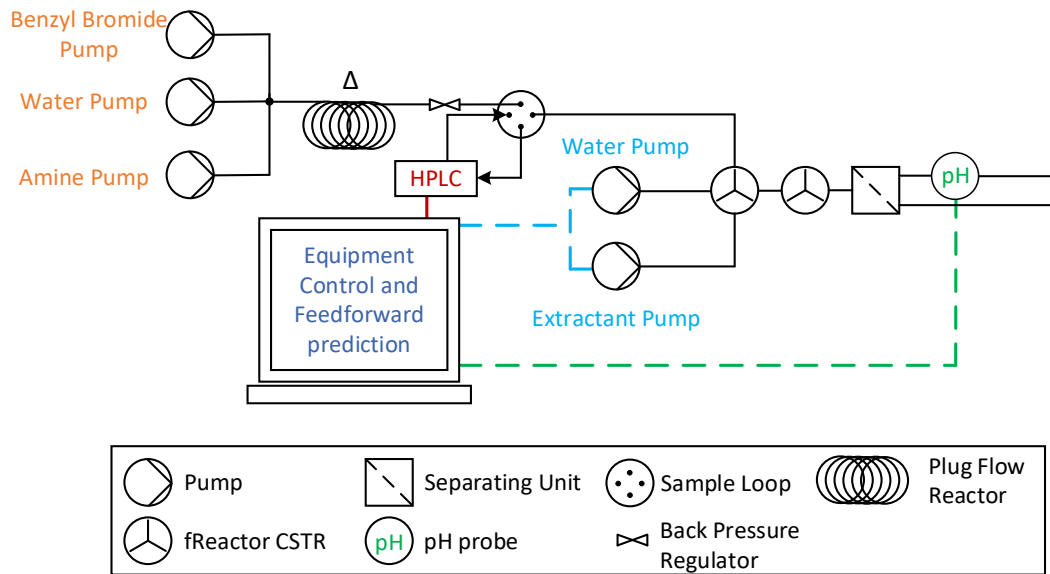 Benzyl Bromide
Pump
Water Pump
Amine Pump
Δ
HPLC
Water Pump
Extractant Pump
pH
Equipment
Control and
Feedforward
prediction
Pump
Separating Unit
Sample Loop
Plug Flow
Reactor
fReactor CSTR
pH
pH probe
Back Pressure
Regulator